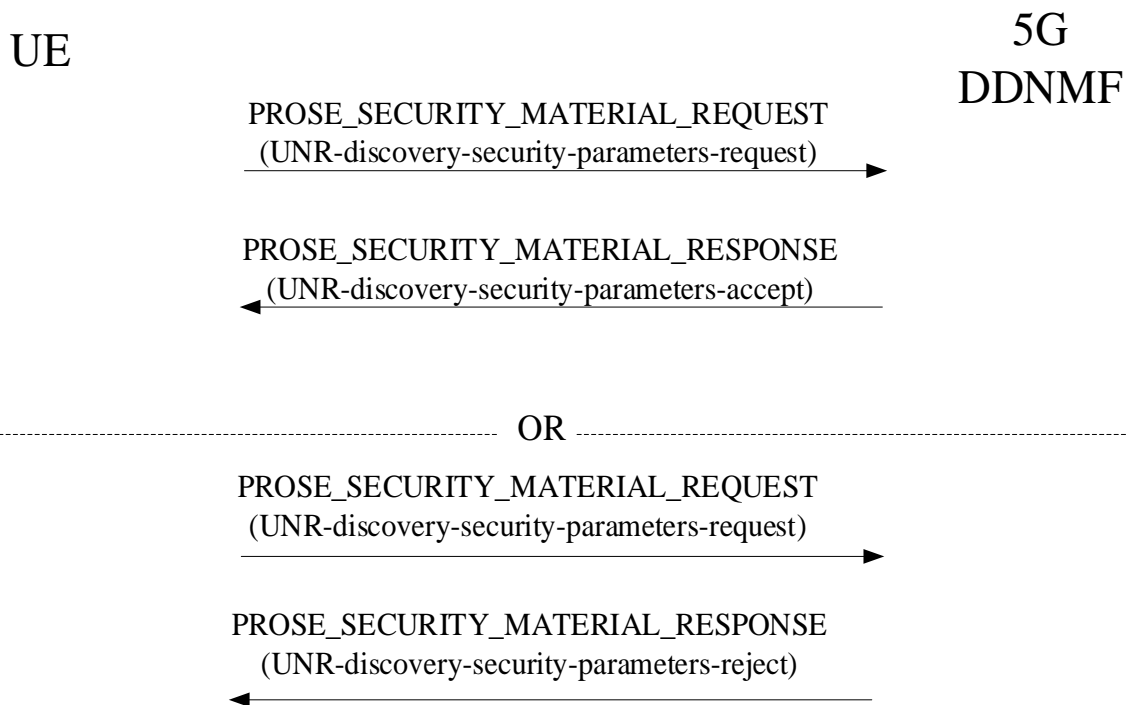 UE
5G
DDNMF
PROSE_SECURITY_MATERIAL_REQUEST
(UNR-discovery-security-parameters-request)
PROSE_SECURITY_MATERIAL_RESPONSE
(UNR-discovery-security-parameters-accept)
OR
PROSE_SECURITY_MATERIAL_REQUEST
(UNR-discovery-security-parameters-request)
PROSE_SECURITY_MATERIAL_RESPONSE
(UNR-discovery-security-parameters-reject)